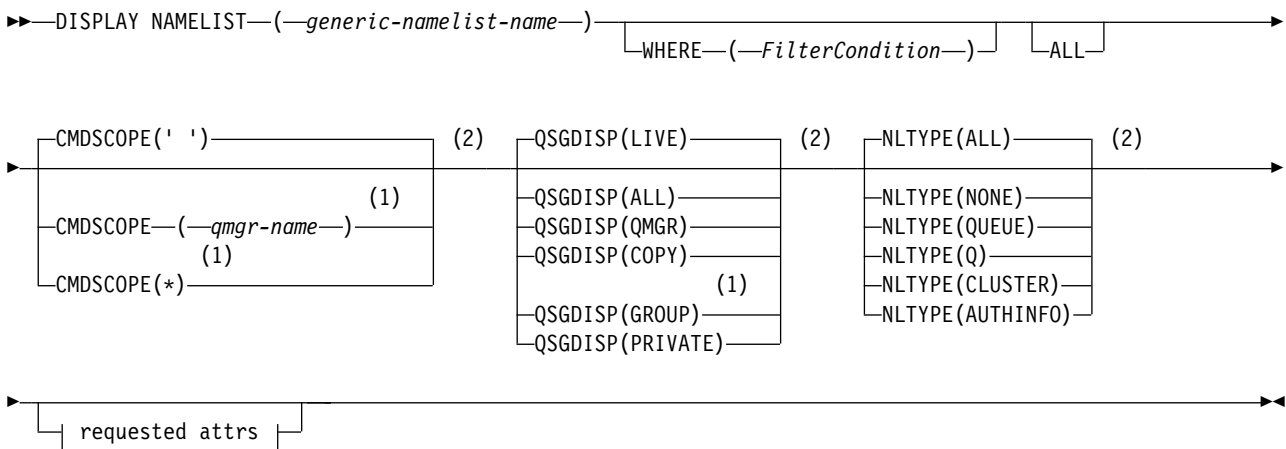 DISPLAY NAMELIST ( generic-namelist-name )
WHERE ( FilterCondition ) ALL
CMDSCOPE(' ') (2) QSGDISP(LIVE) (2) NLTYPE(ALL) (2)
(1) QSGDISP(ALL) NLTYPE(NONE)
CMDSCOPE ( qmgr-name ) QSGDISP(QMGR) NLTYPE(QUEUE)
(1) QSGDISP(COPY) NLTYPE(Q)
CMDSCOPE(*) (1) NLTYPE(CLUSTER)
QSGDISP(GROUP) NLTYPE(AUTHINFO)
QSGDISP(PRIVATE)
requested attrs